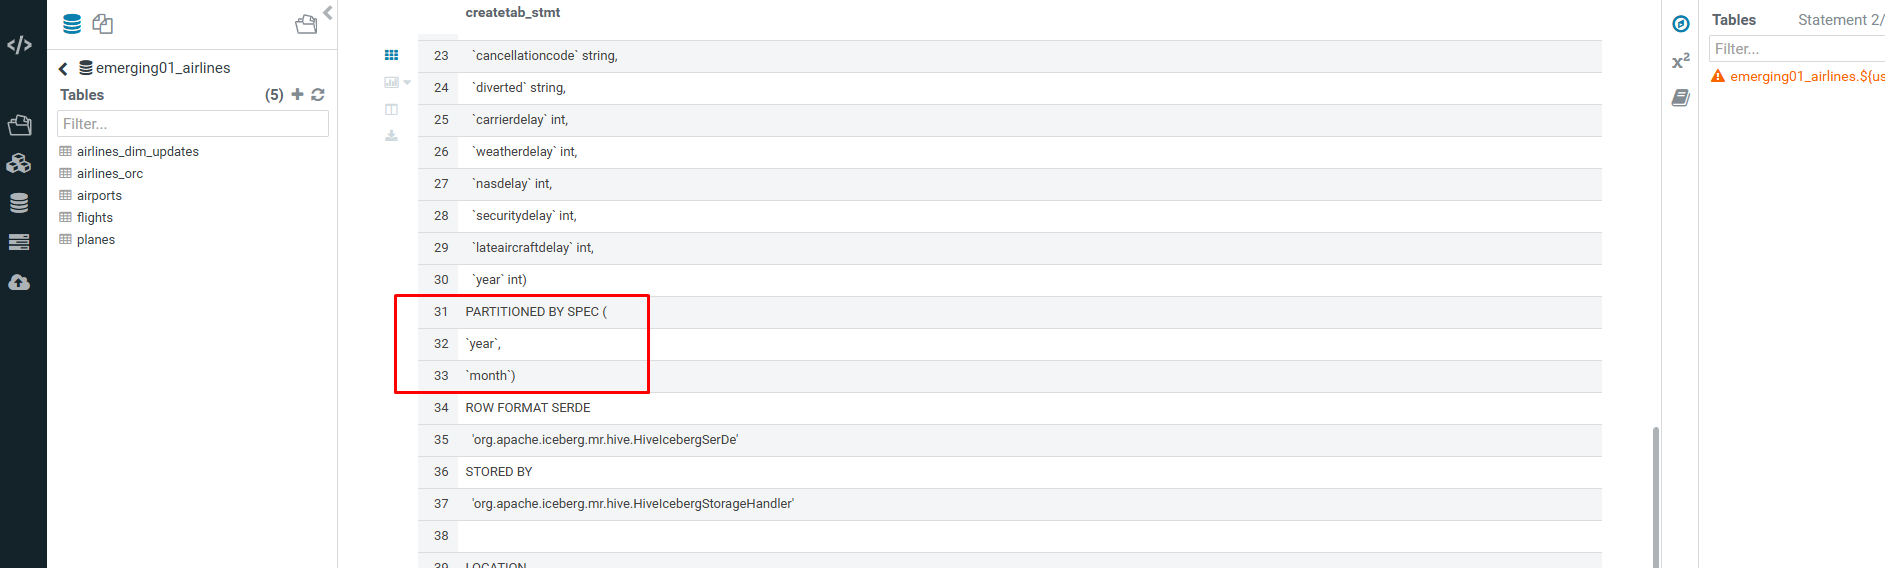 emerging01_airlines
Tables (5)
Filter...
airlines_dim_updates
airlines_orc
airports
flights
planes
createtab_stmt
23 `cancellationcode` string,
24 `diverted` string,
25 `carrierdelay` int,
26 `weatherdelay` int,
27 `nasdelay` int,
28 `securitydelay` int,
29 `lateaircraftdelay` int,
30 `year` int)
31 PARTITIONED BY SPEC (
32 `year`,
33 `month`)
34 ROW FORMAT SERDE
35 'org.apache.iceberg.mr.hive.HiveIcebergSerDe'
36 STORED BY
37 'org.apache.iceberg.mr.hive.HiveIcebergStorageHandler'
38
39 LOCATION
x²
Tables Statement 2/
Filter...
emerging01_airlines.${us